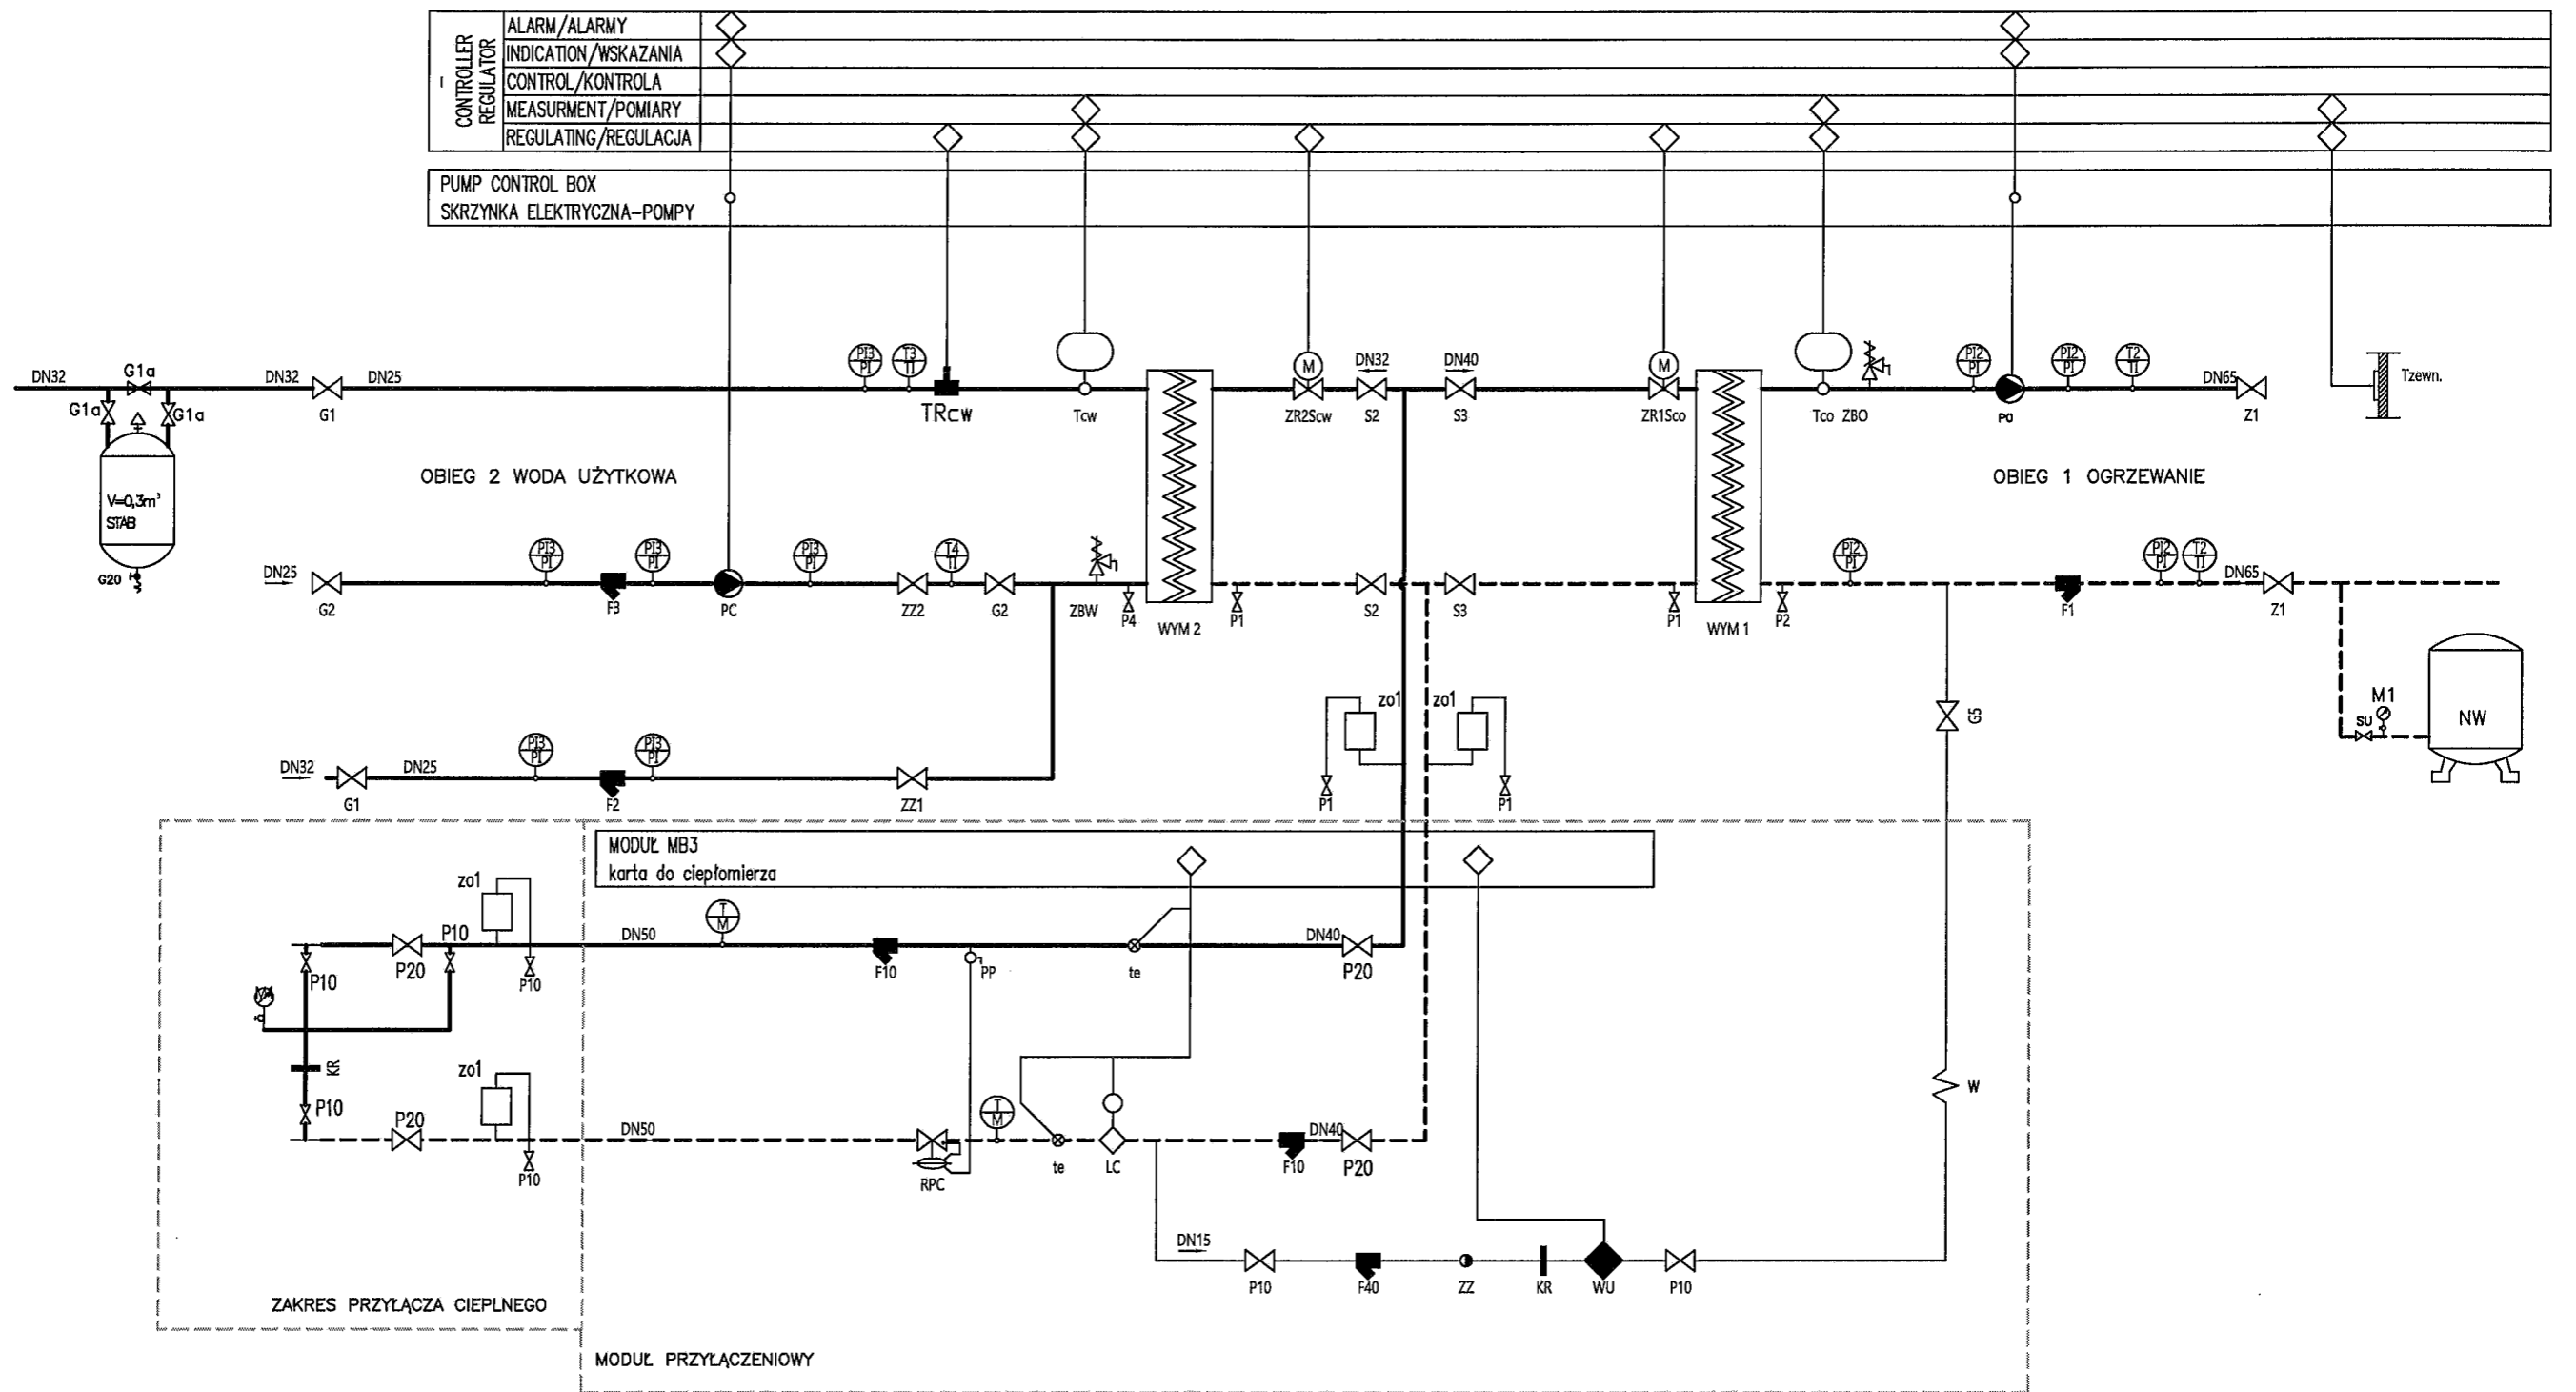 CONTROLLER
REGULATOR
ALARM/ALARMY
INDICATION/WSKAZANIA
CONTROL/KONTROLA
MEASURMENT/POMIARY
REGULATING/REGULACJA
PUMP CONTROL BOX
SKRZYNKA ELEKTRYCZNA-POMPY
DN32
G1a
DN32
DN25
G1a
G1a
G1
PI3
PI
T3
TI
TRcw
Tcw
M
ZR2Scw
DN32
S2
DN40
S3
M
ZR1Sco
Tco
ZBO
PI2
PI
PO
PI2
PI
T2
TI
DN65
Z1
Tzewn.
V=0,3m³
STAB
G20
OBIEG 2 WODA UŻYTKOWA
OBIEG 1 OGRZEWANIE
DN25
G2
PI3
PI
F3
PI3
PI
PC
PI3
PI
ZZ2
T4
TI
G2
ZBW
P4
WYM 2
P1
S2
S3
P1
WYM 1
P2
PI2
PI
F1
PI2
PI
T2
TI
DN65
Z1
zo1
zo1
P1
P1
G5
M1
SU
NW
DN32
G1
DN25
PI3
PI
F2
PI3
PI
ZZ1
MODUŁ MB3
karta do ciepłomierza
zo1
P10
P20
P10
P10
DN50
T
M
F10
PP
te
DN40
P20
KR
P10
zo1
P20
P10
DN50
RPC
T
M
te
LC
F10
DN40
P20
W
DN15
P10
F40
ZZ
KR
WU
P10
ZAKRES PRZYŁĄCZA CIEPLNEGO
MODUŁ PRZYŁĄCZENIOWY